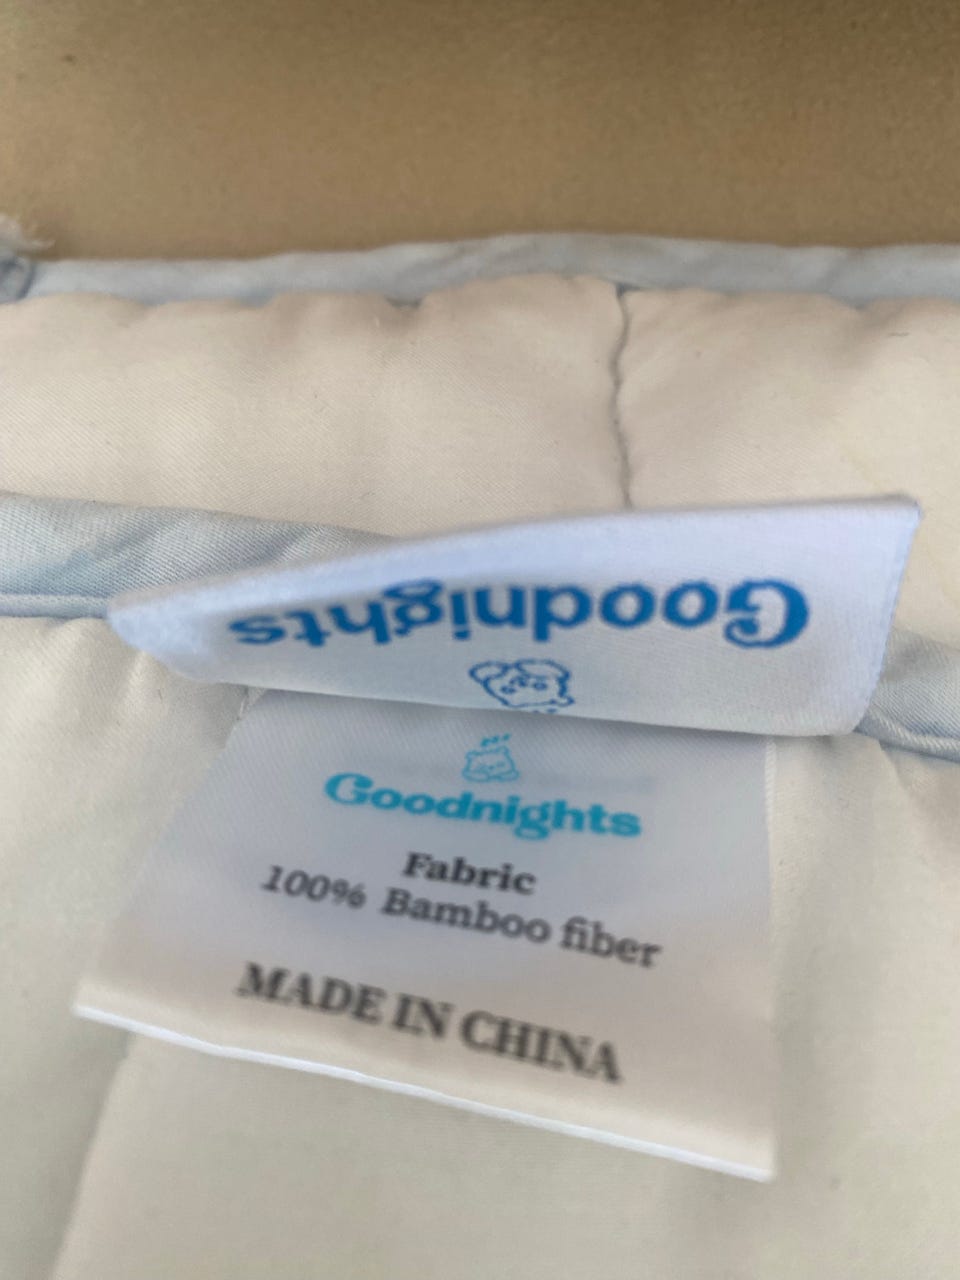 Goodnights
Goodnights
Fabric
100% Bamboo fiber
MADE IN CHINA